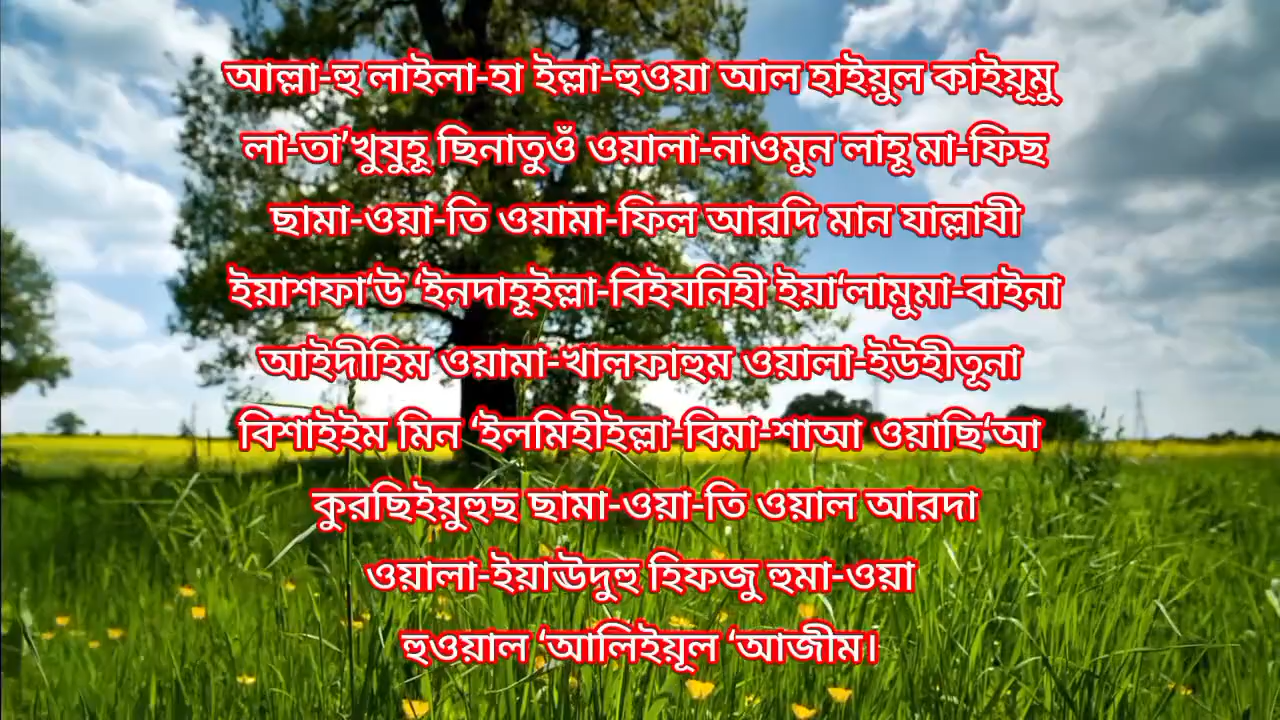 আল্লা-হু লাইলা-হা ইল্লা-হুওয়া আল হাইয়ুল কাইয়ূমু
লা-তা’খুযুহূ ছিনাতুওঁ ওয়ালা-নাওমুন লাহূ মা-ফিছ
ছামা-ওয়া-তি ওয়ামা-ফিল আরদি মান যাল্লাযী
ইয়াশফা‘উ ‘ইনদাহূইল্লা-বিইযনিহী ইয়া‘লামুমা-বাইনা
আইদীহিম ওয়ামা-খালফাহুম ওয়ালা-ইউহীতূনা
বিশাইইম মিন ‘ইলমিহীইল্লা-বিমা-শাআ ওয়াছি‘আ
কুরছিইয়ুহুছ ছামা-ওয়া-তি ওয়াল আরদা
ওয়ালা-ইয়াঊদুহু হিফজু হুমা-ওয়া
হুওয়াল ‘আলিইয়ূল ‘আজীম।